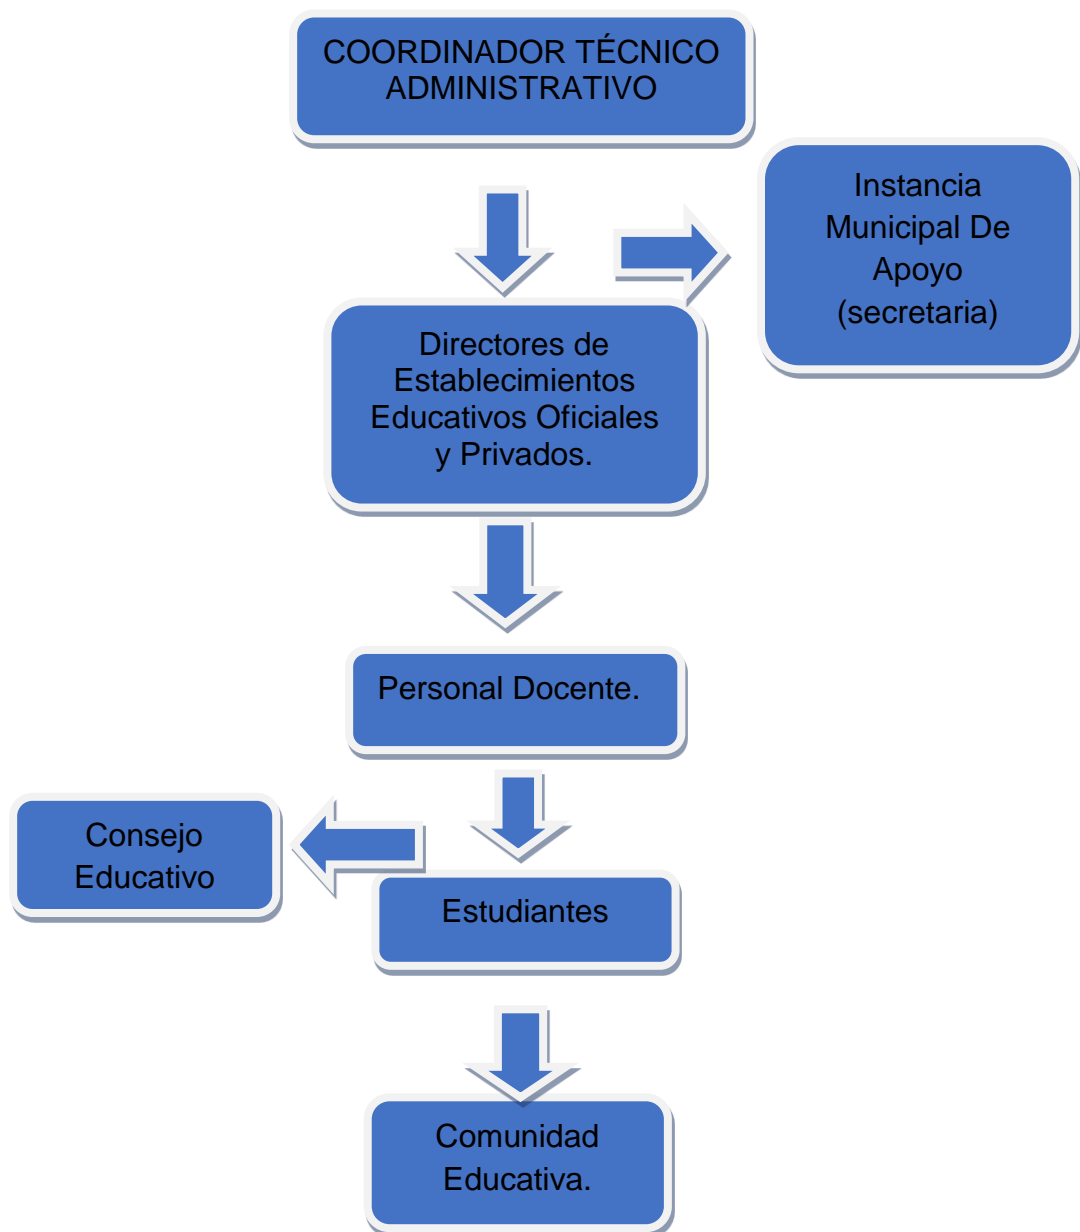 COORDINADOR TÉCNICO
ADMINISTRATIVO
Instancia
Municipal De
Apoyo
(secretaria)
Directores de
Establecimientos
Educativos Oficiales
y Privados.
Personal Docente.
Consejo
Educativo
Estudiantes
Comunidad
Educativa.